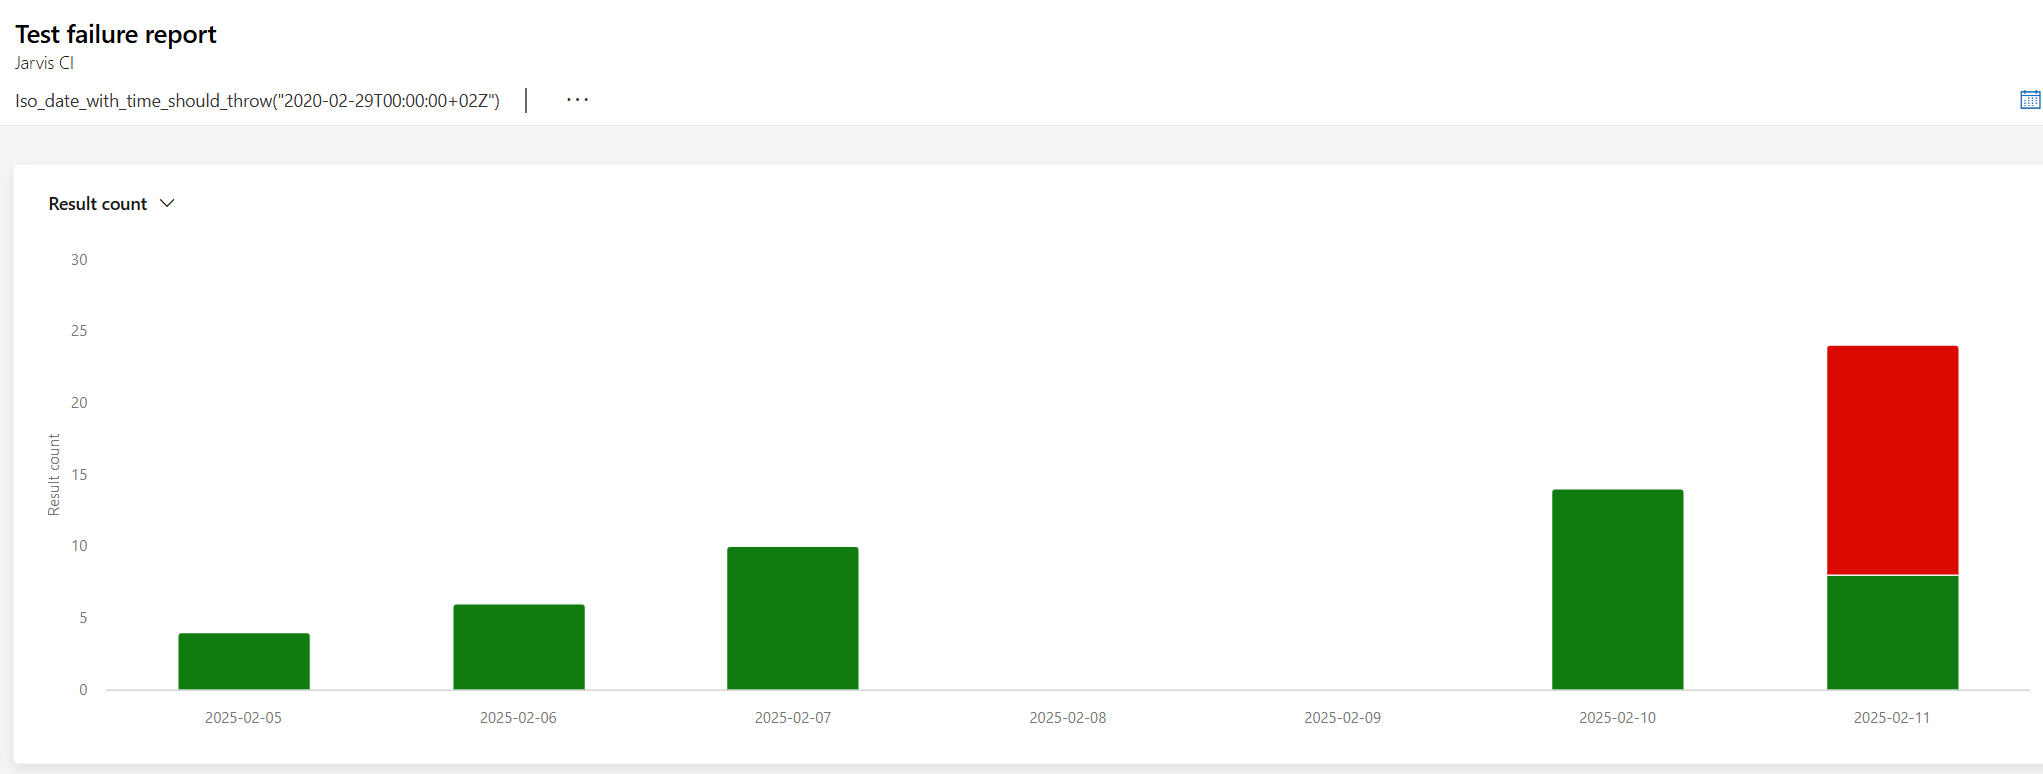 Test failure report
Jarvis CI
Iso_date_with_time_should_throw("2020-02-29T00:00:00+02Z")
Result count
30
25
20
15
10
5
0
Result count
2025-02-05
2025-02-06
2025-02-07
2025-02-08
2025-02-09
2025-02-10
2025-02-11